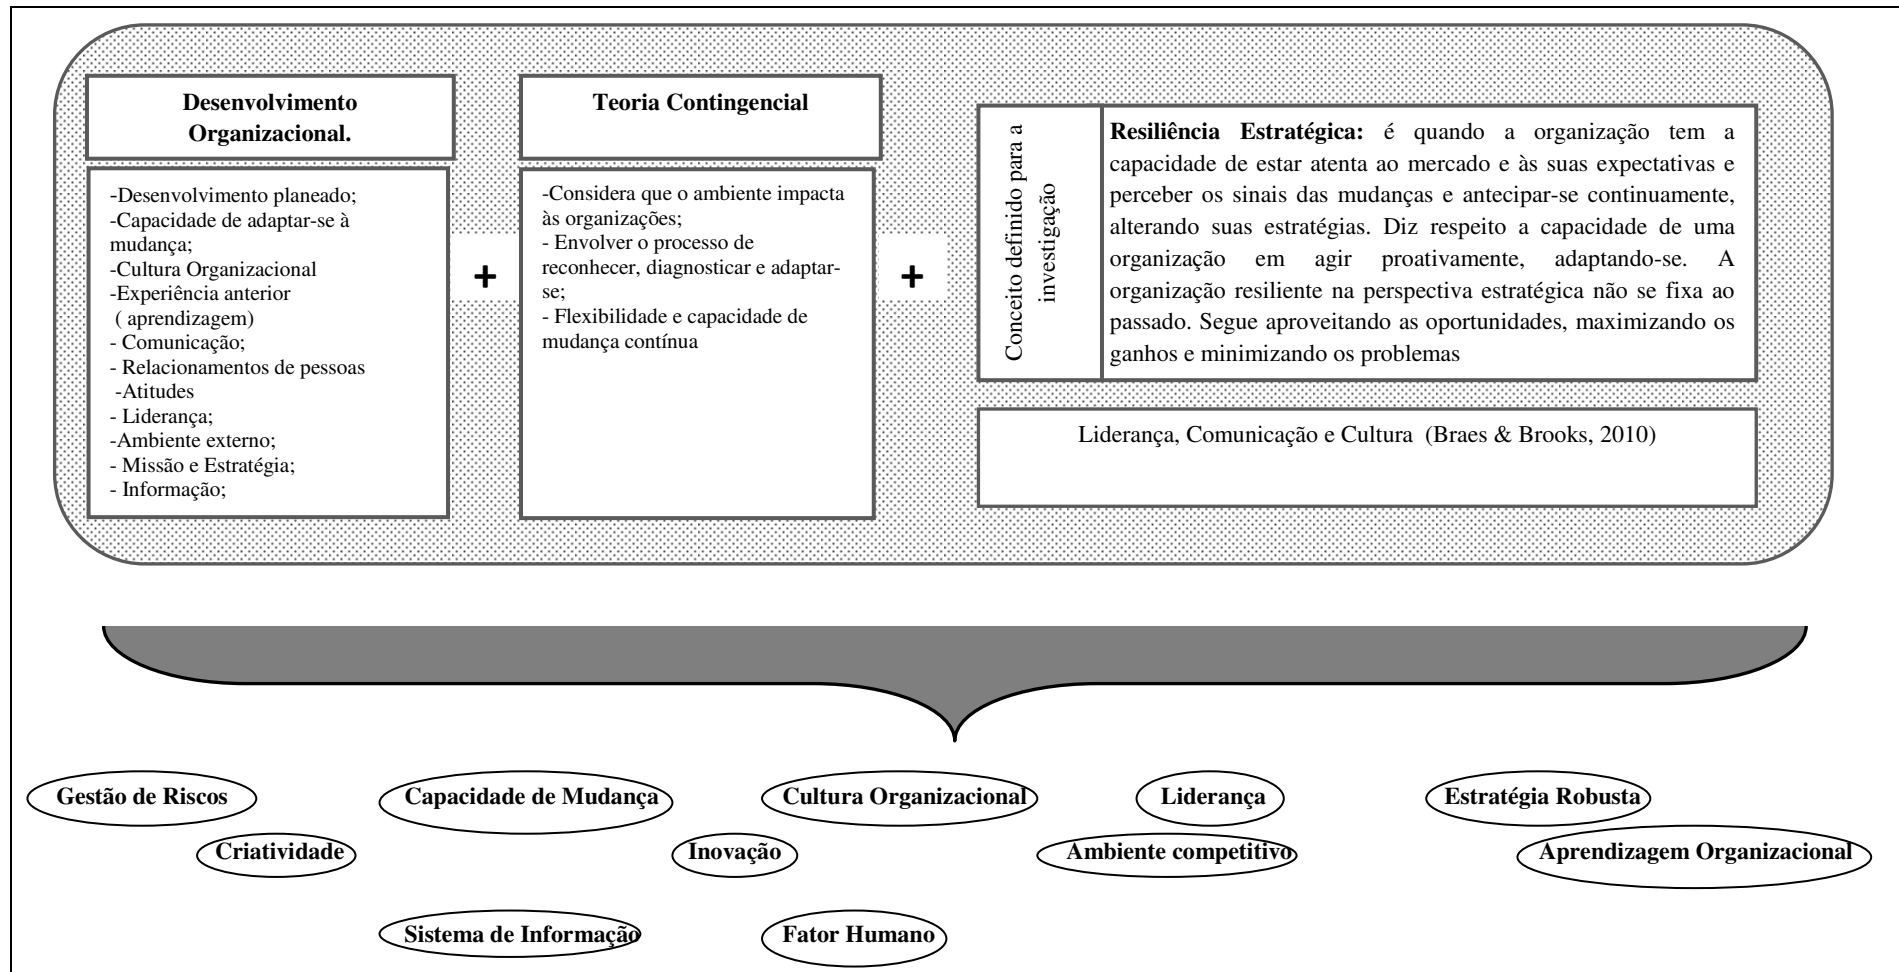 Desenvolvimento
Organizacional.
-Desenvolvimento planeado;
-Capacidade de adaptar-se à
mudança;
-Cultura Organizacional
-Experiência anterior
( aprendizagem)
- Comunicação;
- Relacionamentos de pessoas
-Atitudes
- Liderança;
-Ambiente externo;
- Missão e Estratégia;
- Informação;
+
Teoria Contingencial
-Considera que o ambiente impacta
às organizações;
- Envolver o processo de
reconhecer, diagnosticar e adaptar-
se;
- Flexibilidade e capacidade de
mudança contínua
+
Conceito definido para a
investigação
Resiliência Estratégica: é quando a organização tem a
capacidade de estar atenta ao mercado e às suas expectativas e
perceber os sinais das mudanças e antecipar-se continuamente,
alterando suas estratégias. Diz respeito a capacidade de uma
organização em agir proativamente, adaptando-se. A
organização resiliente na perspectiva estratégica não se fixa ao
passado. Segue aproveitando as oportunidades, maximizando os
ganhos e minimizando os problemas
Liderança, Comunicação e Cultura (Braes & Brooks, 2010)
Gestão de Riscos
Capacidade de Mudança
Cultura Organizacional
Liderança
Estratégia Robusta
Criatividade
Inovação
Ambiente competitivo
Aprendizagem Organizacional
Sistema de Informação
Fator Humano